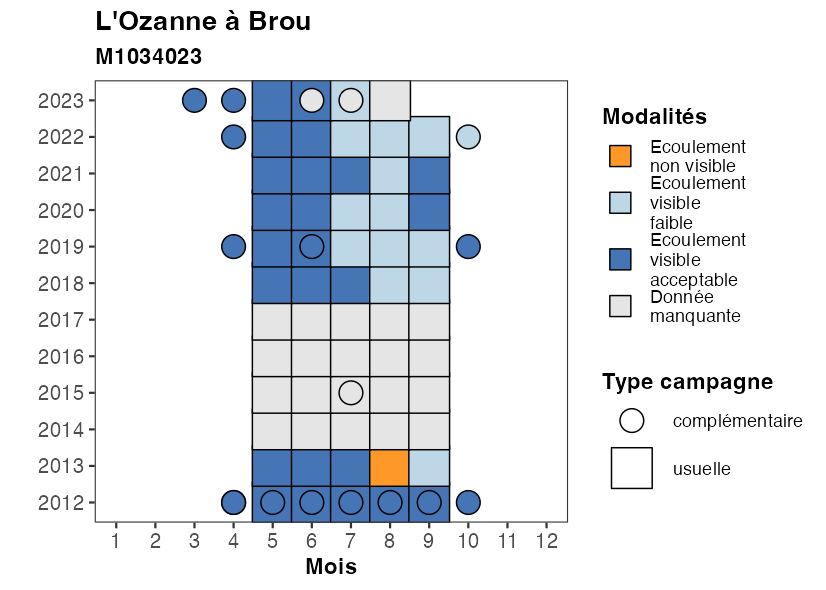 L'Ozanne à Brou
M1034023
2023
2022
2021
2020
2019
2018
2017
2016
2015
2014
2013
2012
1 2 3 4 5 6 7 8 9 10 11 12
Mois
Modalités
Ecoulement
non visible
Ecoulement
visible
faible
Ecoulement
visible
acceptable
Donnée
manquante
Type campagne
complémentaire
usuelle